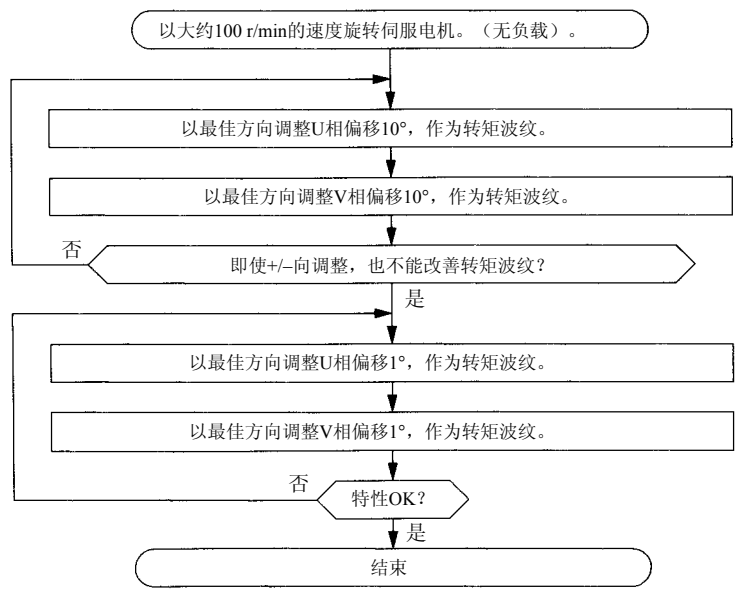 以大约100 r/min的速度旋转伺服电机。（无负载）。
以最佳方向调整U相偏移10°，作为转矩波纹。
以最佳方向调整V相偏移10°，作为转矩波纹。
否
即使+/–向调整，也不能改善转矩波纹？
是
以最佳方向调整U相偏移1°，作为转矩波纹。
以最佳方向调整V相偏移1°，作为转矩波纹。
否
特性OK？
是
结束